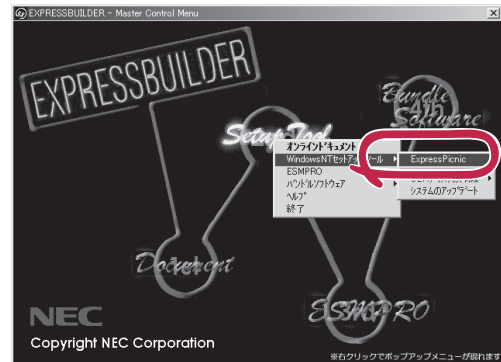 EXPRESSBUILDER - Master Control Menu
EXPRESSBUILDER
Bundle
Software
4th
Setup Tool
オンラインドキュメント
WindowsNTセットアップツール
ExpressPicnic
ESMPRO
バンドルソフトウェア
システムのアップデート
ヘルプ
終了
Document
1st
ESMPRO
NEC
Copyright NEC Corporation
※右クリックでポップアップメニューが現れます